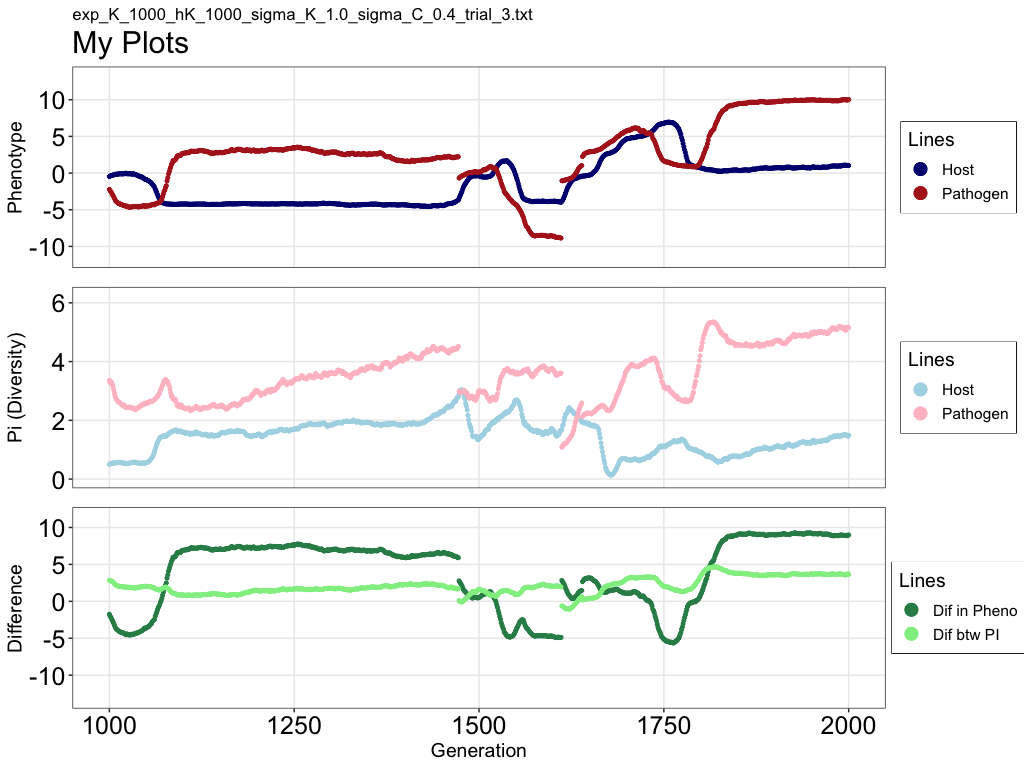 exp_K_1000_hK_1000_sigma_K_1.0_sigma_C_0.4_trial_3.txt
My Plots
Phenotype
10
5
0
-5
-10
Lines
Host
Pathogen
Pi (Diversity)
6
4
2
0
Lines
Host
Pathogen
Difference
10
5
0
-5
-10
Lines
Dif in Pheno
Dif btw PI
1000 1250 1500 1750 2000
Generation